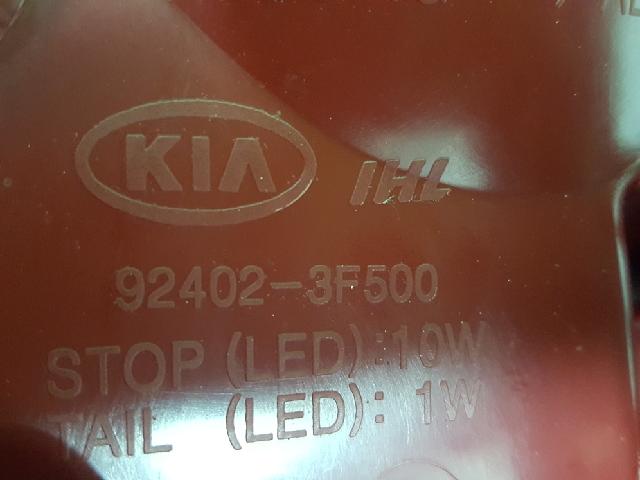 KIA IHL
92402-3F500
STOP (LED): 10W
TAIL (LED): 1W